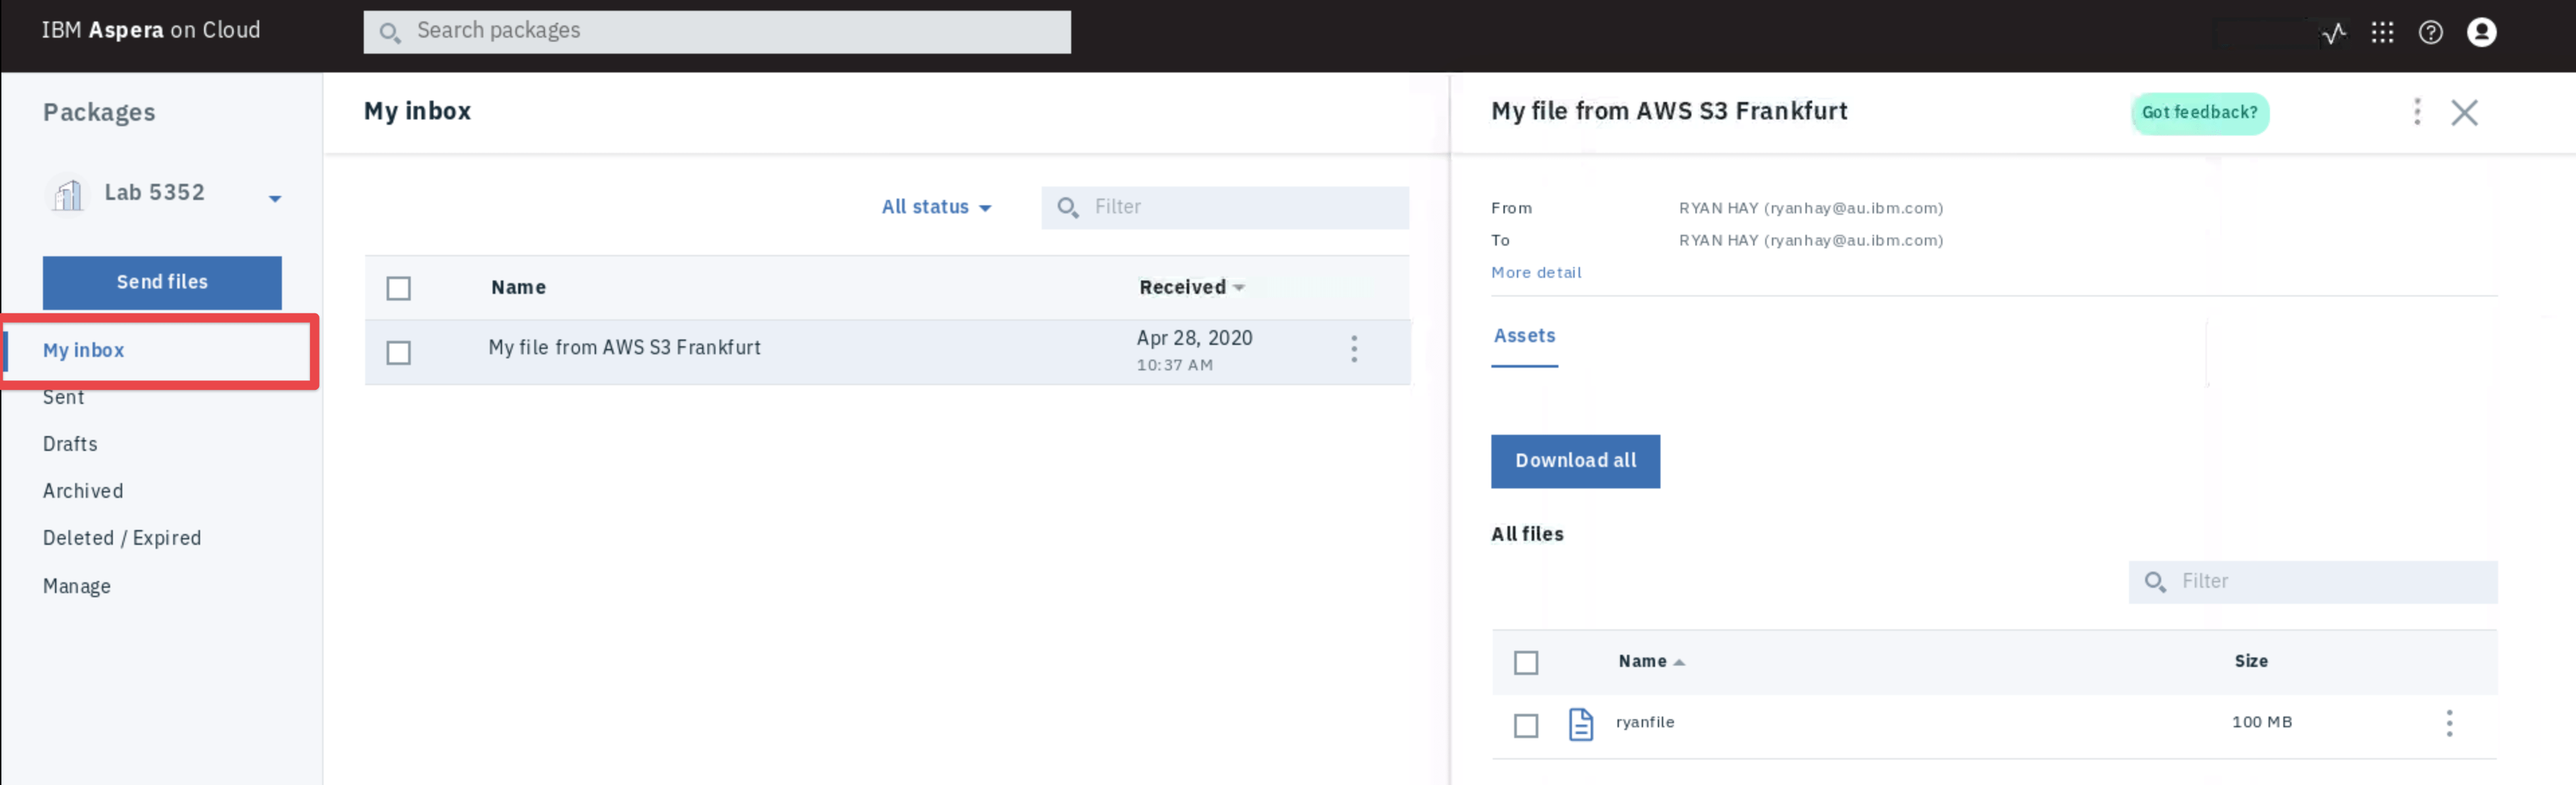 IBM Aspera on Cloud
Search packages
Packages
Lab 5352
Send files
My inbox
Sent
Drafts
Archived
Deleted / Expired
Manage
My inbox
All status
Filter
Name Received
My file from AWS S3 Frankfurt Apr 28, 2020
10:37 AM
My file from AWS S3 Frankfurt
Got feedback?
From RYAN HAY (ryanhay@au.ibm.com)
To RYAN HAY (ryanhay@au.ibm.com)
More detail
Assets
Download all
All files
Filter
Name Size
ryanfile 100 MB